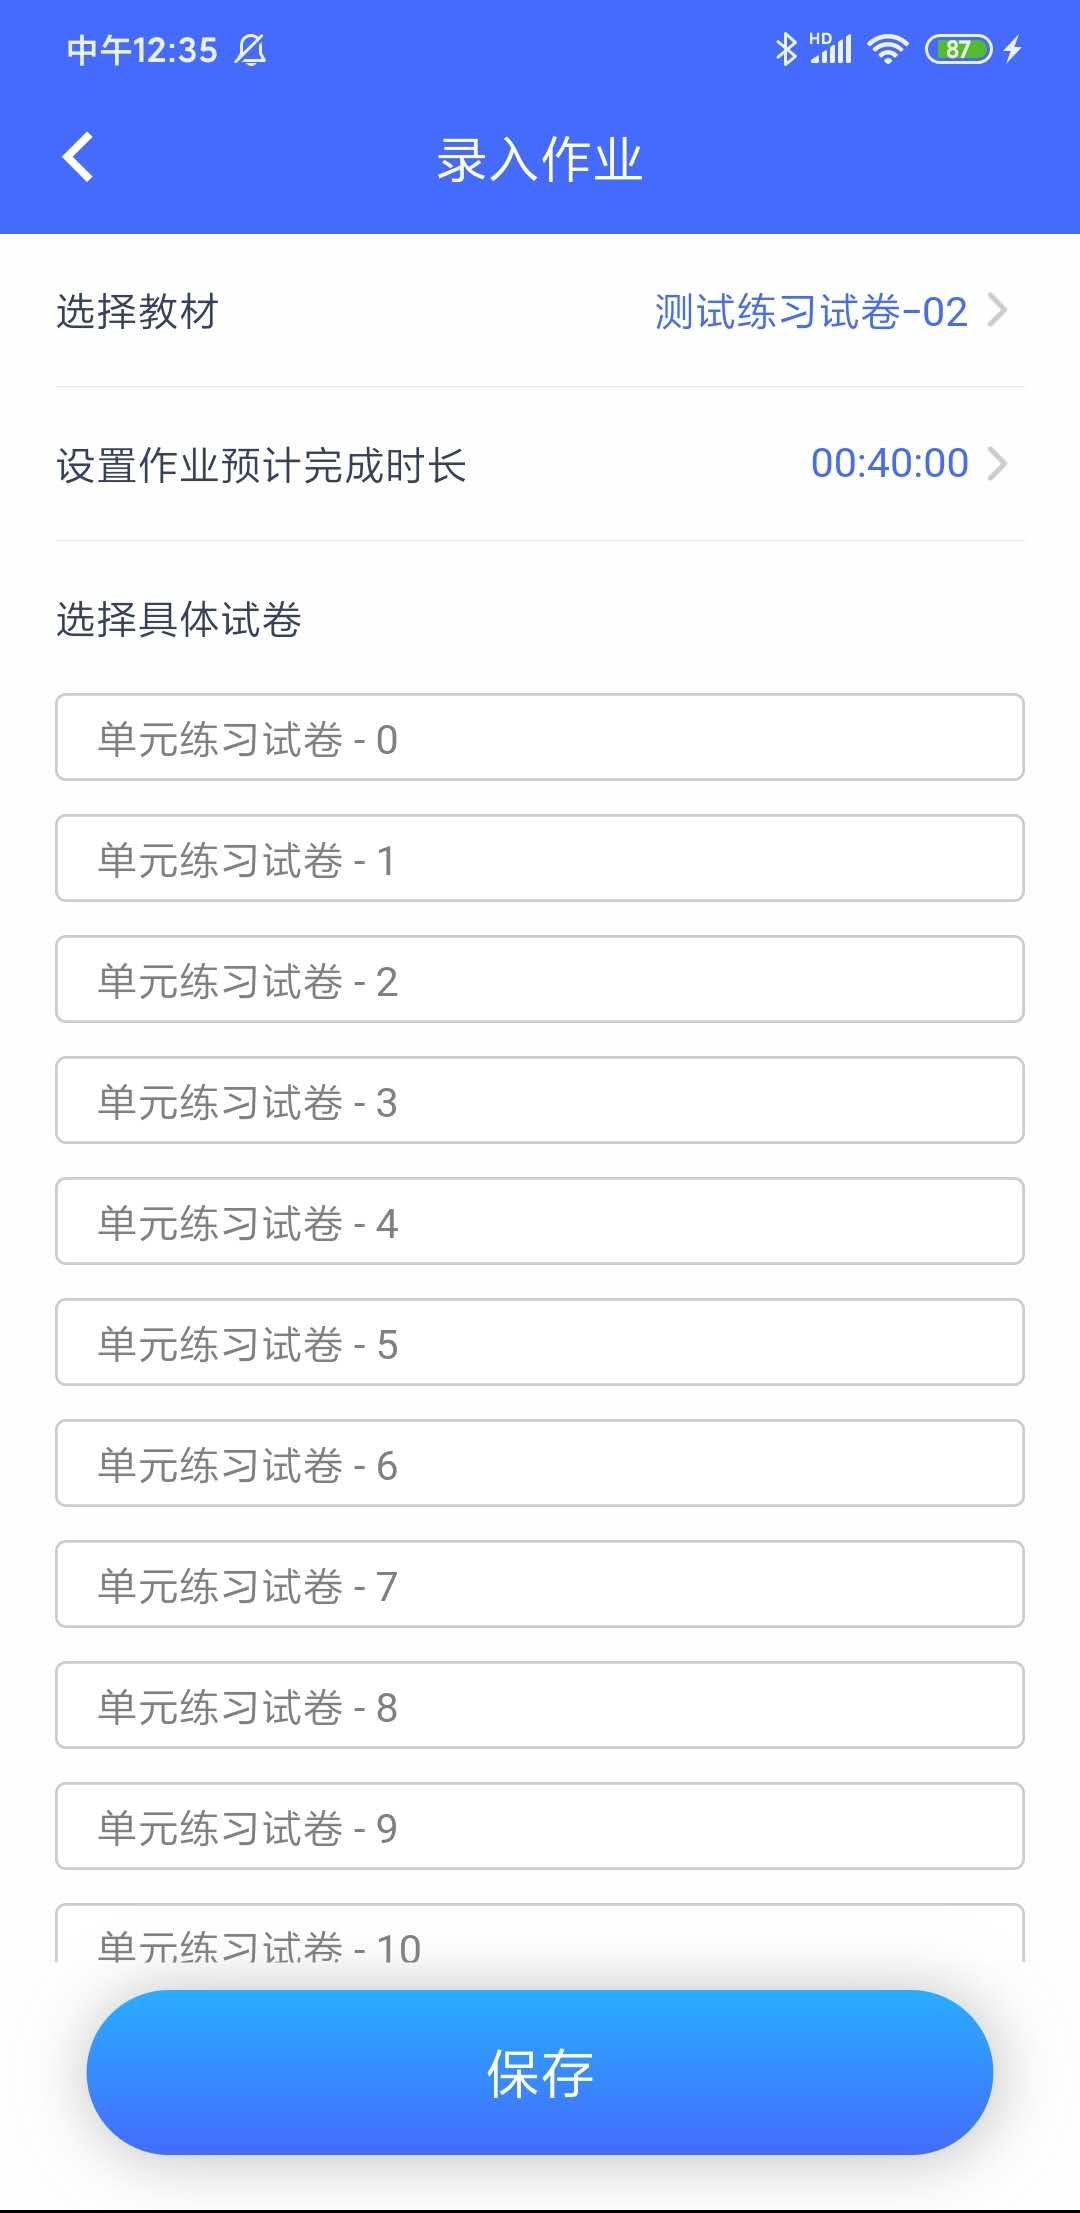 中午12:35
HD
87
录入作业
选择教材 测试练习试卷-02
设置作业预计完成时长 00:40:00
选择具体试卷
单元练习试卷 - 0
单元练习试卷 - 1
单元练习试卷 - 2
单元练习试卷 - 3
单元练习试卷 - 4
单元练习试卷 - 5
单元练习试卷 - 6
单元练习试卷 - 7
单元练习试卷 - 8
单元练习试卷 - 9
单元练习试卷 - 10
保存